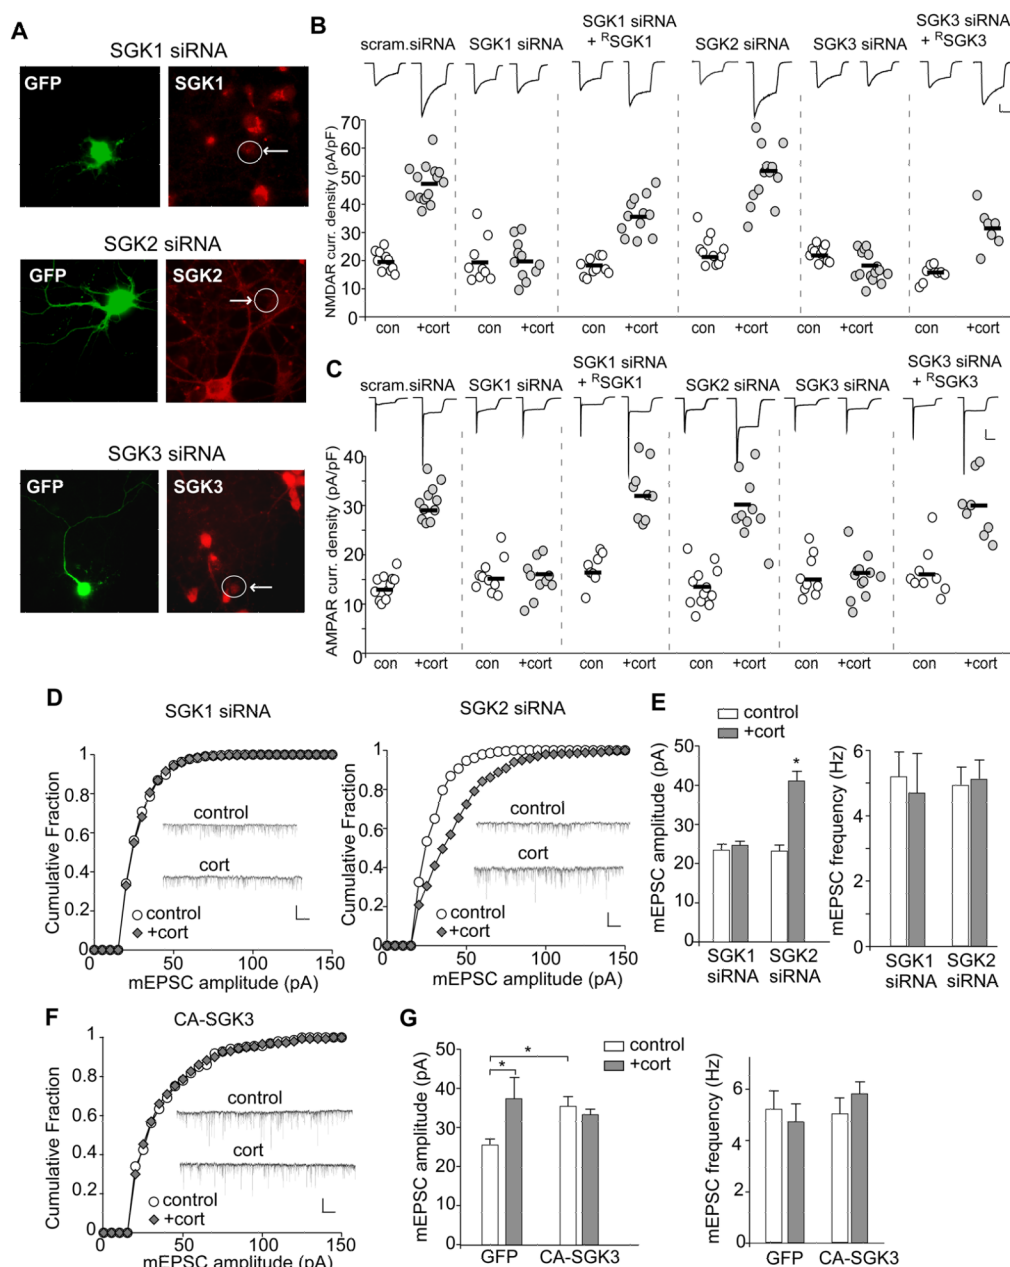 A
SGK1 siRNA
GFP
SGK1
SGK2 siRNA
GFP
SGK2
SGK3 siRNA
GFP
SGK3
B
scram.siRNA
SGK1 siRNA
SGK1 siRNA
+ RSGK1
SGK2 siRNA
SGK3 siRNA
SGK3 siRNA
+ RSGK3
NMDAR curr. density (pA/pF)
70
60
50
40
30
20
10
0
con +cort con +cort con +cort con +cort con +cort con +cort
C
scram.siRNA
SGK1 siRNA
SGK1 siRNA
+ RSGK1
SGK2 siRNA
SGK3 siRNA
SGK3 siRNA
+ RSGK3
AMPAR curr. density (pA/pF)
40
30
20
10
0
con +cort con +cort con +cort con +cort con +cort con +cort
D
SGK1 siRNA
Cumulative Fraction
1
0.8
0.6
0.4
0.2
0
control
cort
control
+cort
0 50 100 150
mEPSC amplitude (pA)
SGK2 siRNA
Cumulative Fraction
1
0.8
0.6
0.4
0.2
0
control
cort
control
+cort
0 50 100 150
mEPSC amplitude (pA)
E
control
+cort
mEPSC amplitude (pA)
50
40
30
20
10
0
*
SGK1 SGK2
siRNA siRNA
mEPSC frequency (Hz)
6
4
2
0
SGK1 SGK2
siRNA siRNA
F
CA-SGK3
Cumulative Fraction
1
0.8
0.6
0.4
0.2
0
control
cort
control
+cort
0 50 100 150
mEPSC amplitude (pA)
G
control
+cort
mEPSC amplitude (pA)
50
40
30
20
10
0
*
*
GFP CA-SGK3
mEPSC frequency (Hz)
6
4
2
0
GFP CA-SGK3